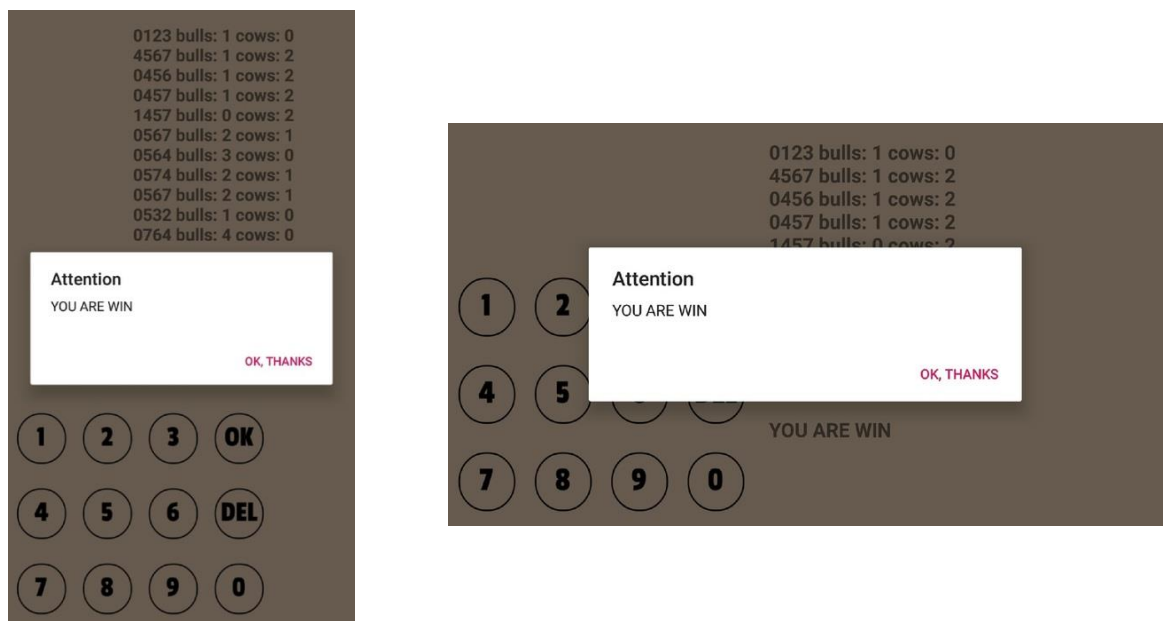 0123 bulls: 1 cows: 0
4567 bulls: 1 cows: 2
0456 bulls: 1 cows: 2
0457 bulls: 1 cows: 2
1457 bulls: 0 cows: 2
0567 bulls: 2 cows: 1
0564 bulls: 3 cows: 0
0574 bulls: 2 cows: 1
0567 bulls: 2 cows: 1
0532 bulls: 1 cows: 0
0764 bulls: 4 cows: 0
Attention
YOU ARE WIN
OK, THANKS
1 2 3 OK
4 5 6 DEL
7 8 9 0
0123 bulls: 1 cows: 0
4567 bulls: 1 cows: 2
0456 bulls: 1 cows: 2
0457 bulls: 1 cows: 2
1457 bulls: 0 cows: 2
Attention
YOU ARE WIN
OK, THANKS
1 2
4 5
YOU ARE WIN
7 8 9 0